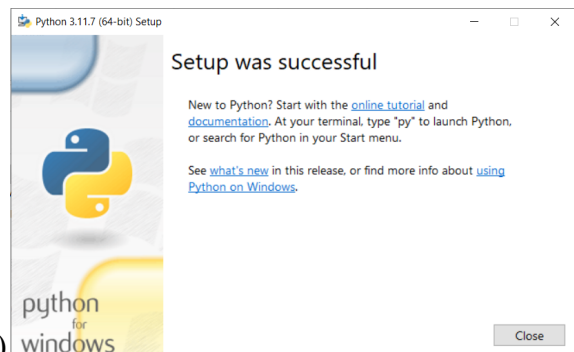 Python 3.11.7 (64-bit) Setup
Setup was successful
New to Python? Start with the online tutorial and
documentation. At your terminal, type "py" to launch Python,
or search for Python in your Start menu.
See what's new in this release, or find more info about using
Python on Windows.
python
for
) windows
Close